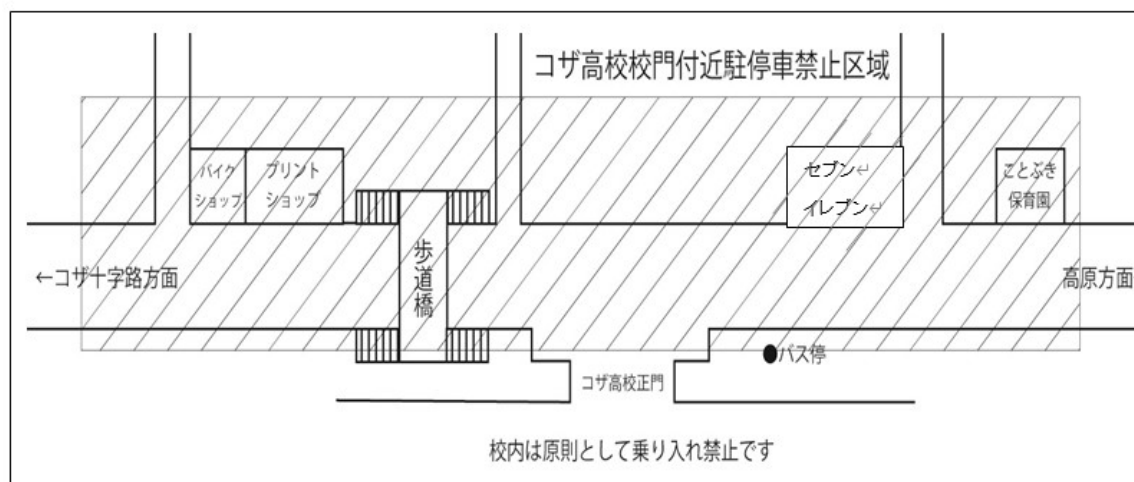 コザ高校校門付近駐停車禁止区域
バイク
ショップ
プリント
ショップ
セブン↵
イレブン↵
ことぶき
保育園
歩道橋
←コザ十字路方面
高原方面
●バス停
コザ高校正門
校内は原則として乗り入れ禁止です